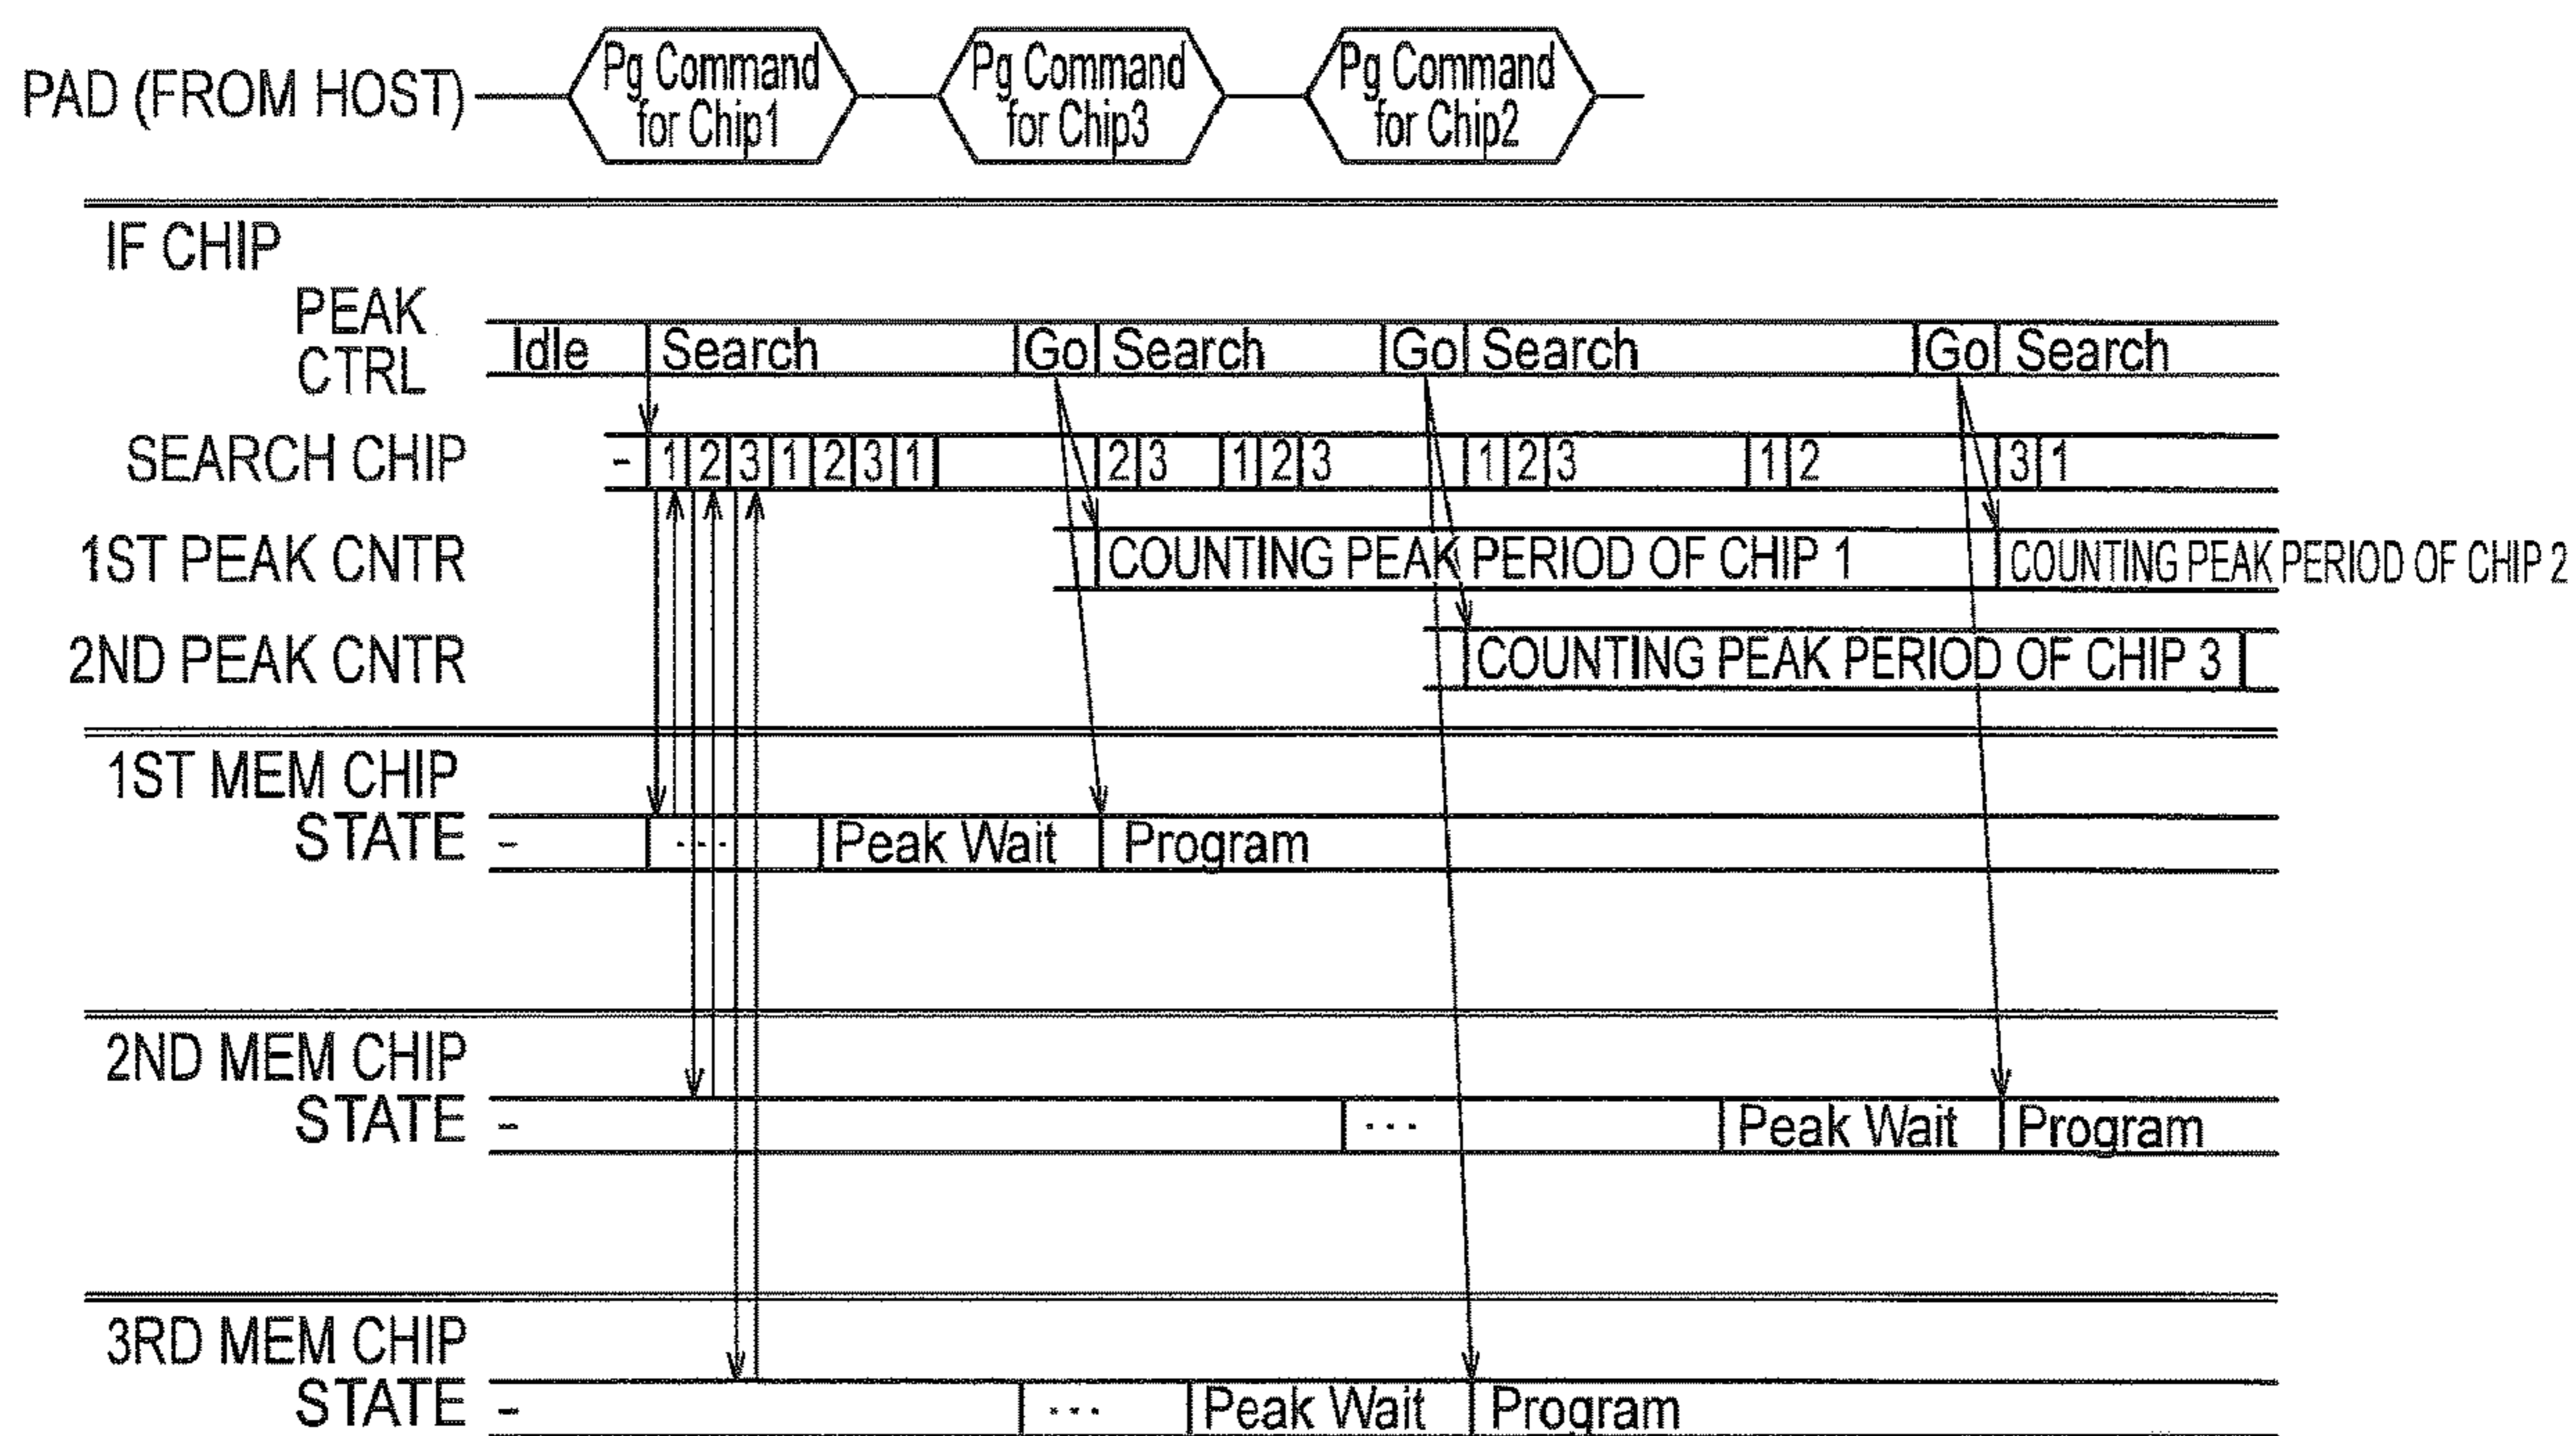 PAD (FROM HOST)
Pg Command
for Chip1
Pg Command
for Chip3
Pg Command
for Chip2
IF CHIP
PEAK
CTRL
Idle Search Go Search Go Search Go Search
SEARCH CHIP
- 1 2 3 1 2 3 1 2 3 1 2 3 1 2 3 1 2 3 1
1ST PEAK CNTR
COUNTING PEAK PERIOD OF CHIP 1
COUNTING PEAK PERIOD OF CHIP 2
2ND PEAK CNTR
COUNTING PEAK PERIOD OF CHIP 3
1ST MEM CHIP
STATE
- ... Peak Wait Program
2ND MEM CHIP
STATE
- ... Peak Wait Program
3RD MEM CHIP
STATE
- ... Peak Wait Program